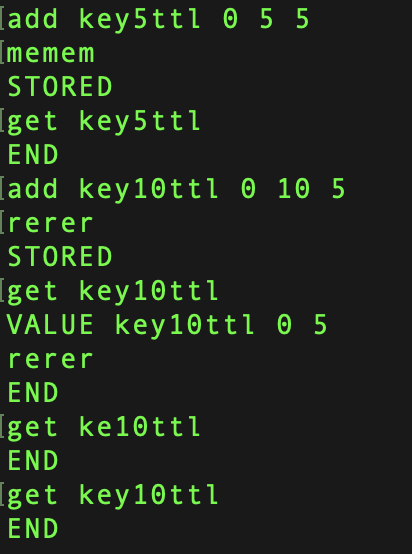 add key5ttl 0 5 5
memem
STORED
get key5ttl
END
add key10ttl 0 10 5
rerer
STORED
get key10ttl
VALUE key10ttl 0 5
rerer
END
get ke10ttl
END
get key10ttl
END